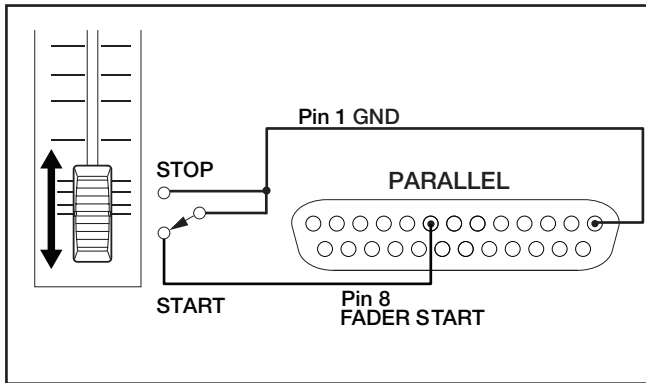 Pin 1 GND
STOP
PARALLEL
START
Pin 8
FADER START